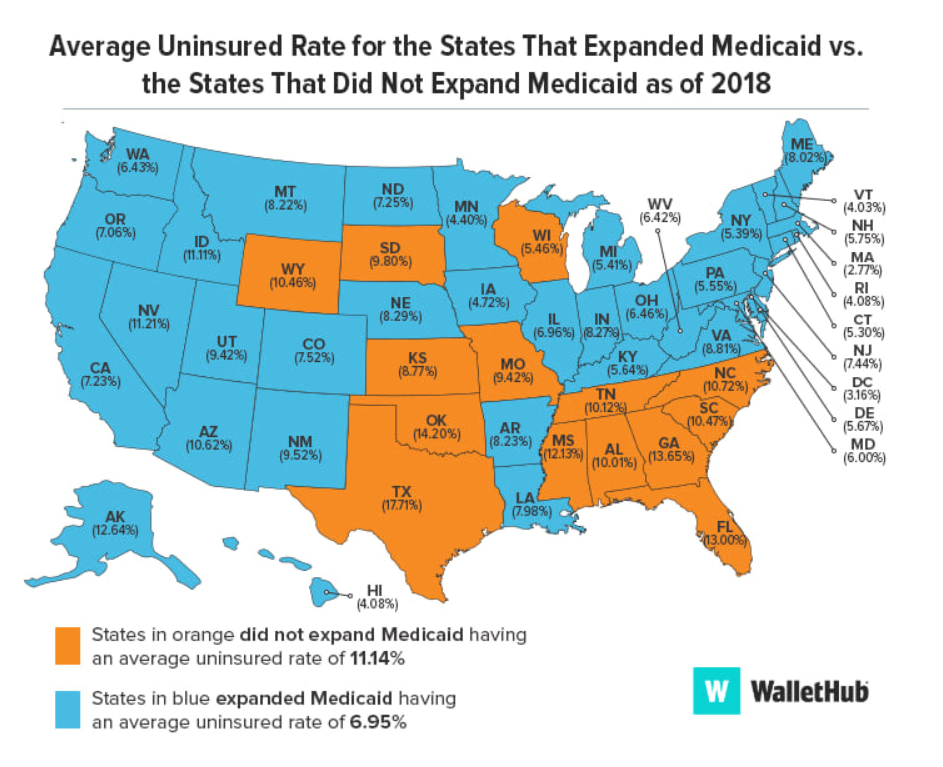 Average Uninsured Rate for the States That Expanded Medicaid vs.
the States That Did Not Expand Medicaid as of 2018
WA
(6.43%)
OR
(7.06%)
CA
(7.23%)
NV
(11.21%)
ID
(11.11%)
MT
(8.22%)
WY
(10.46%)
UT
(9.42%)
CO
(7.52%)
AZ
(10.62%)
NM
(9.52%)
ND
(7.25%)
SD
(9.80%)
NE
(8.29%)
KS
(8.77%)
OK
(14.20%)
TX
(17.71%)
MN
(4.40%)
IA
(4.72%)
MO
(9.42%)
AR
(8.23%)
LA
(7.98%)
WI
(5.46%)
IL
(6.96%)
MI
(5.41%)
IN
(8.27%)
OH
(6.46%)
KY
(5.64%)
TN
(10.12%)
MS
(12.13%)
AL
(10.01%)
GA
(13.65%)
FL
(13.00%)
SC
(10.47%)
NC
(10.72%)
VA
(8.81%)
WV
(6.42%)
PA
(5.55%)
NY
(5.39%)
ME
(8.02%)
VT
(4.03%)
NH
(5.75%)
MA
(2.77%)
RI
(4.08%)
CT
(5.30%)
NJ
(7.44%)
DC
(3.16%)
DE
(5.67%)
MD
(6.00%)
AK
(12.64%)
HI
(4.08%)
States in orange did not expand Medicaid having
an average uninsured rate of 11.14%
States in blue expanded Medicaid having
an average uninsured rate of 6.95%
W WalletHub